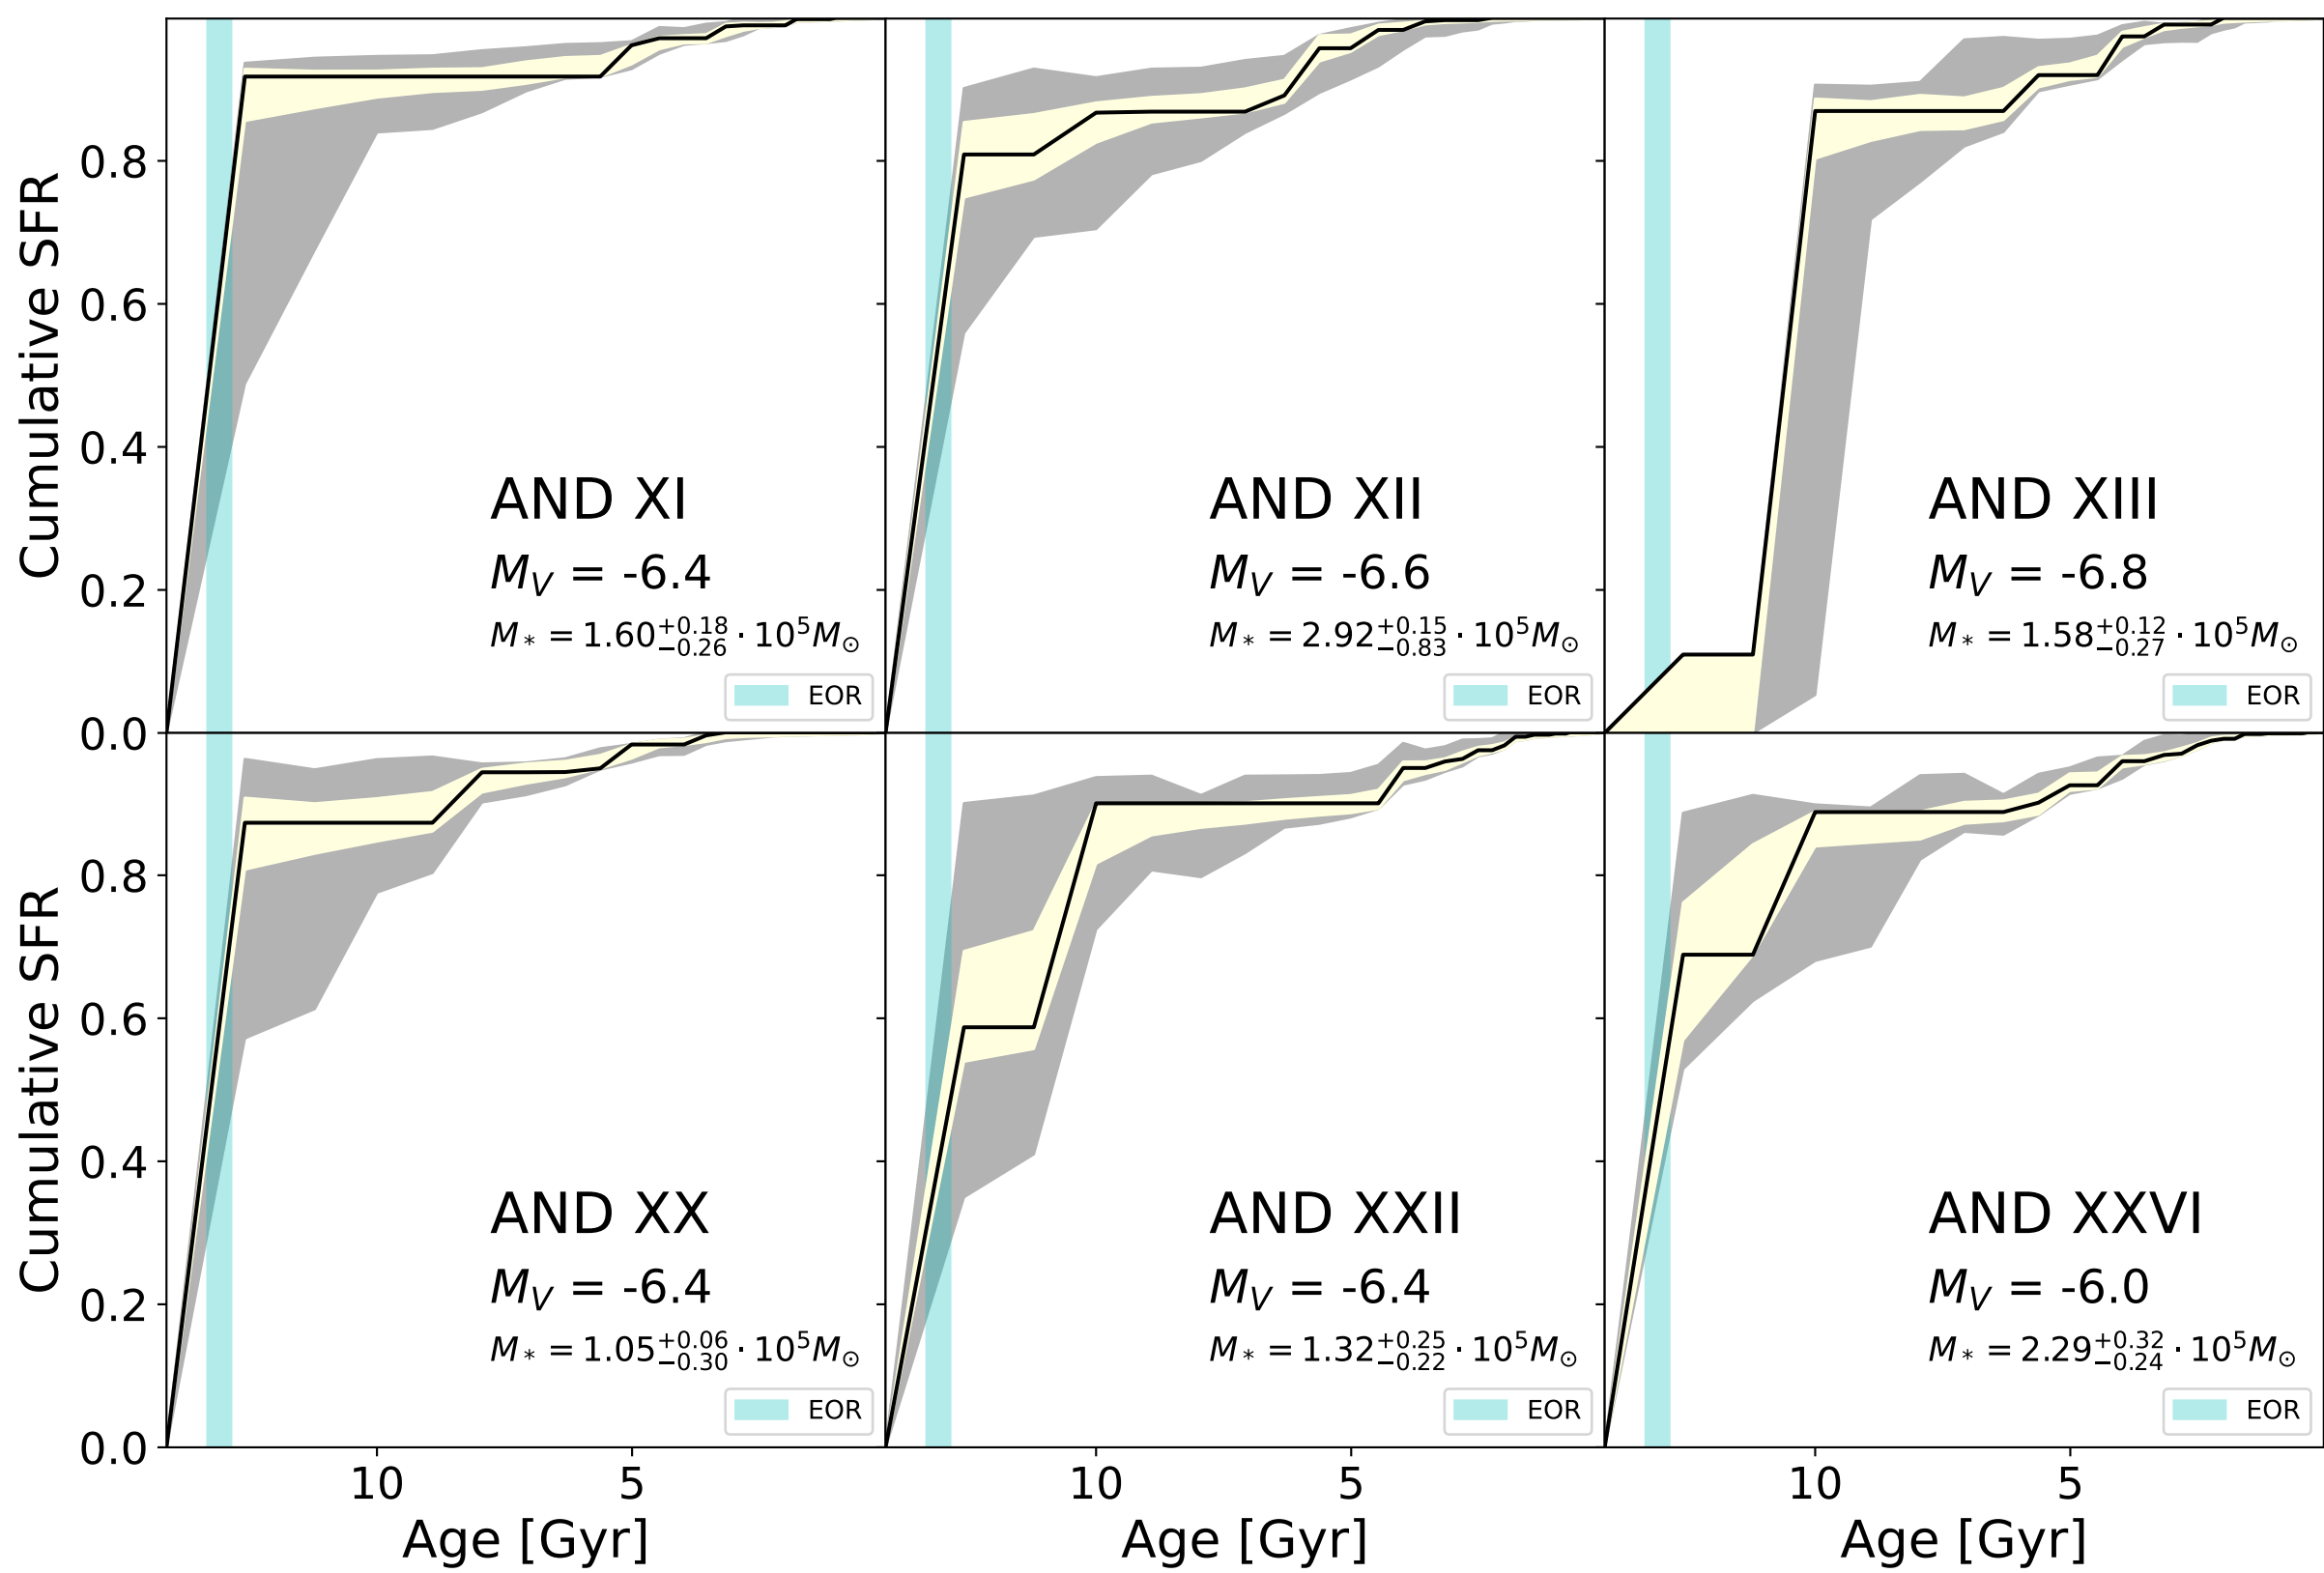 Cumulative SFR
0.8
0.6
0.4
0.2
0.0
AND XI
M_V = -6.4
M_* = 1.60^{+0.18}_{−0.26} · 10^5 M_⊙
EOR
AND XII
M_V = -6.6
M_* = 2.92^{+0.15}_{−0.83} · 10^5 M_⊙
EOR
AND XIII
M_V = -6.8
M_* = 1.58^{+0.12}_{−0.27} · 10^5 M_⊙
EOR
Cumulative SFR
0.8
0.6
0.4
0.2
0.0
AND XX
M_V = -6.4
M_* = 1.05^{+0.06}_{−0.30} · 10^5 M_⊙
EOR
AND XXII
M_V = -6.4
M_* = 1.32^{+0.25}_{−0.22} · 10^5 M_⊙
EOR
AND XXVI
M_V = -6.0
M_* = 2.29^{+0.32}_{−0.24} · 10^5 M_⊙
EOR
10 5
Age [Gyr]
10 5
Age [Gyr]
10 5
Age [Gyr]